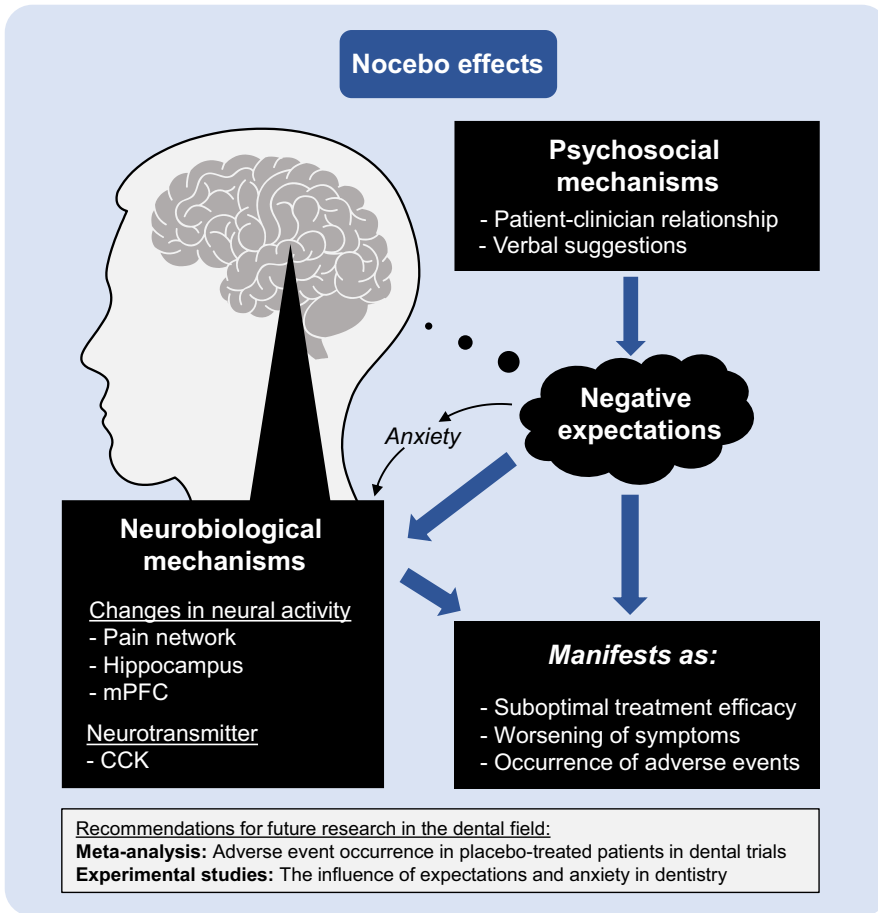 Nocebo effects
Psychosocial
mechanisms
- Patient-clinician relationship
- Verbal suggestions
Negative
expectations
Anxiety
Neurobiological
mechanisms
Changes in neural activity
- Pain network
- Hippocampus
- mPFC
Neurotransmitter
- CCK
Manifests as:
- Suboptimal treatment efficacy
- Worsening of symptoms
- Occurrence of adverse events
Recommendations for future research in the dental field:
Meta-analysis: Adverse event occurrence in placebo-treated patients in dental trials
Experimental studies: The influence of expectations and anxiety in dentistry